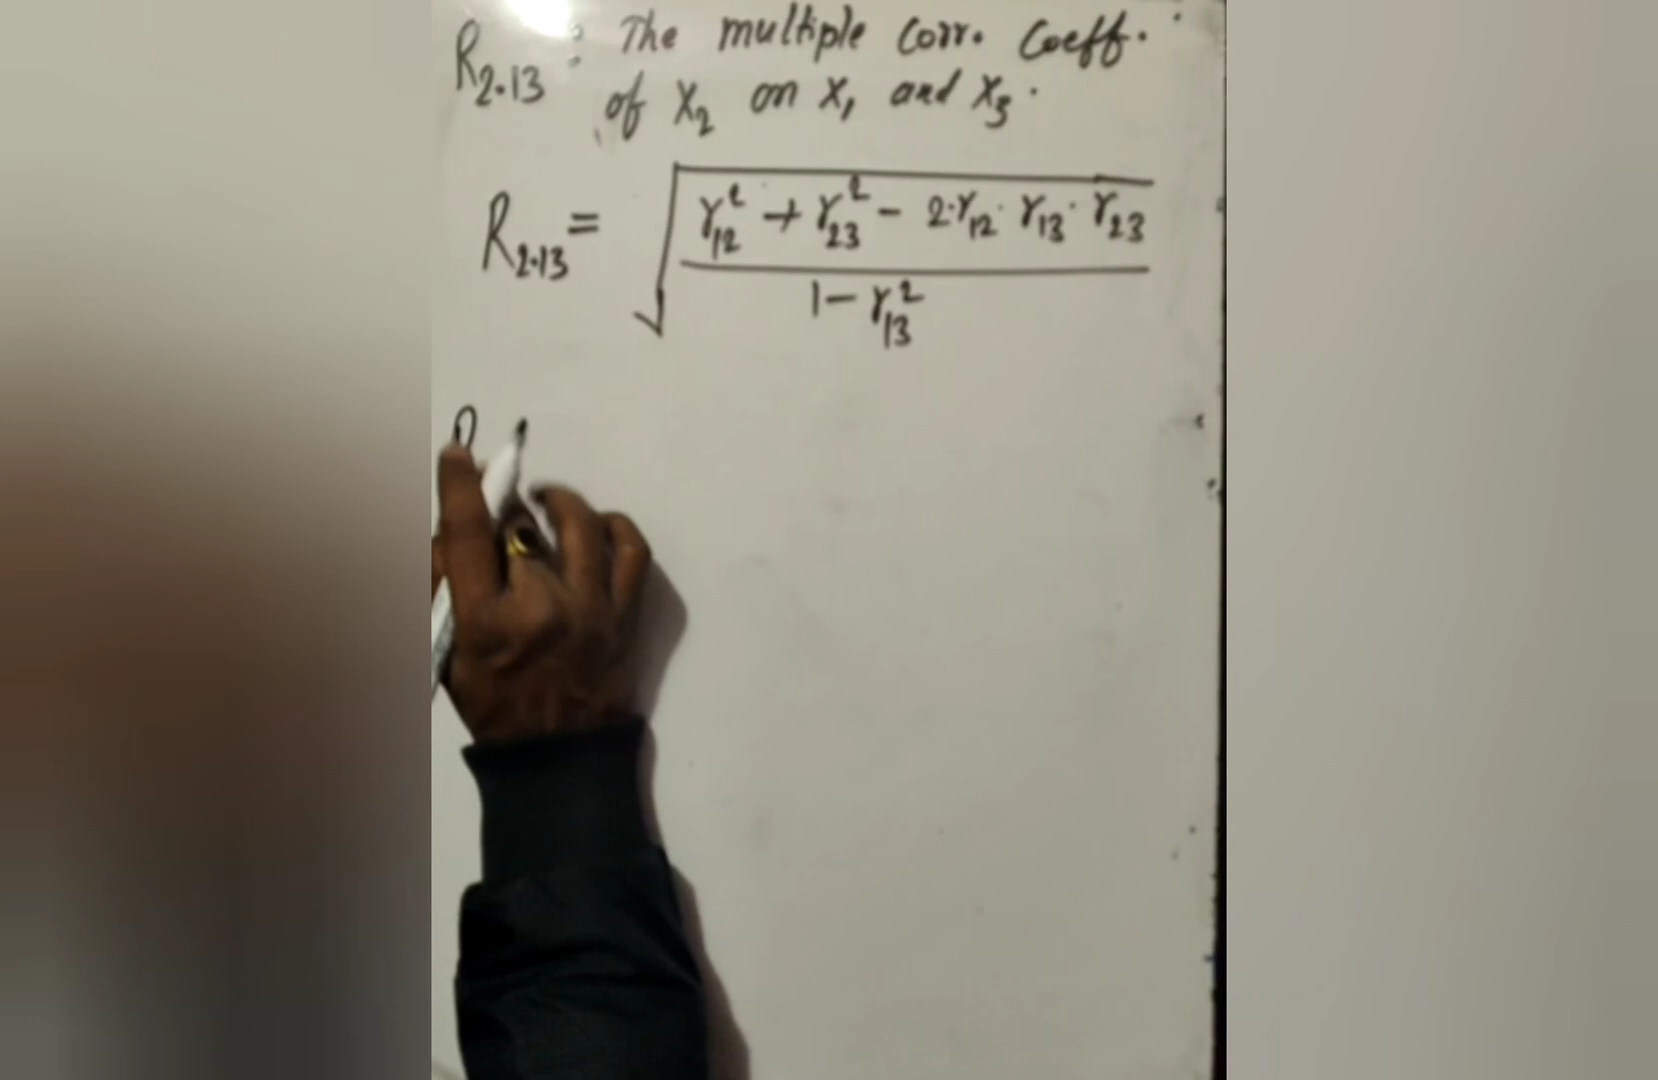 R₂.₁₃ : The multiple Corr. Coeff.
of X₂ on X₁ and X₃.
R₂.₁₃ = √((r₁₂² + r₂₃² - 2·r₁₂·r₁₃·r₂₃) / (1 - r₁₃²))